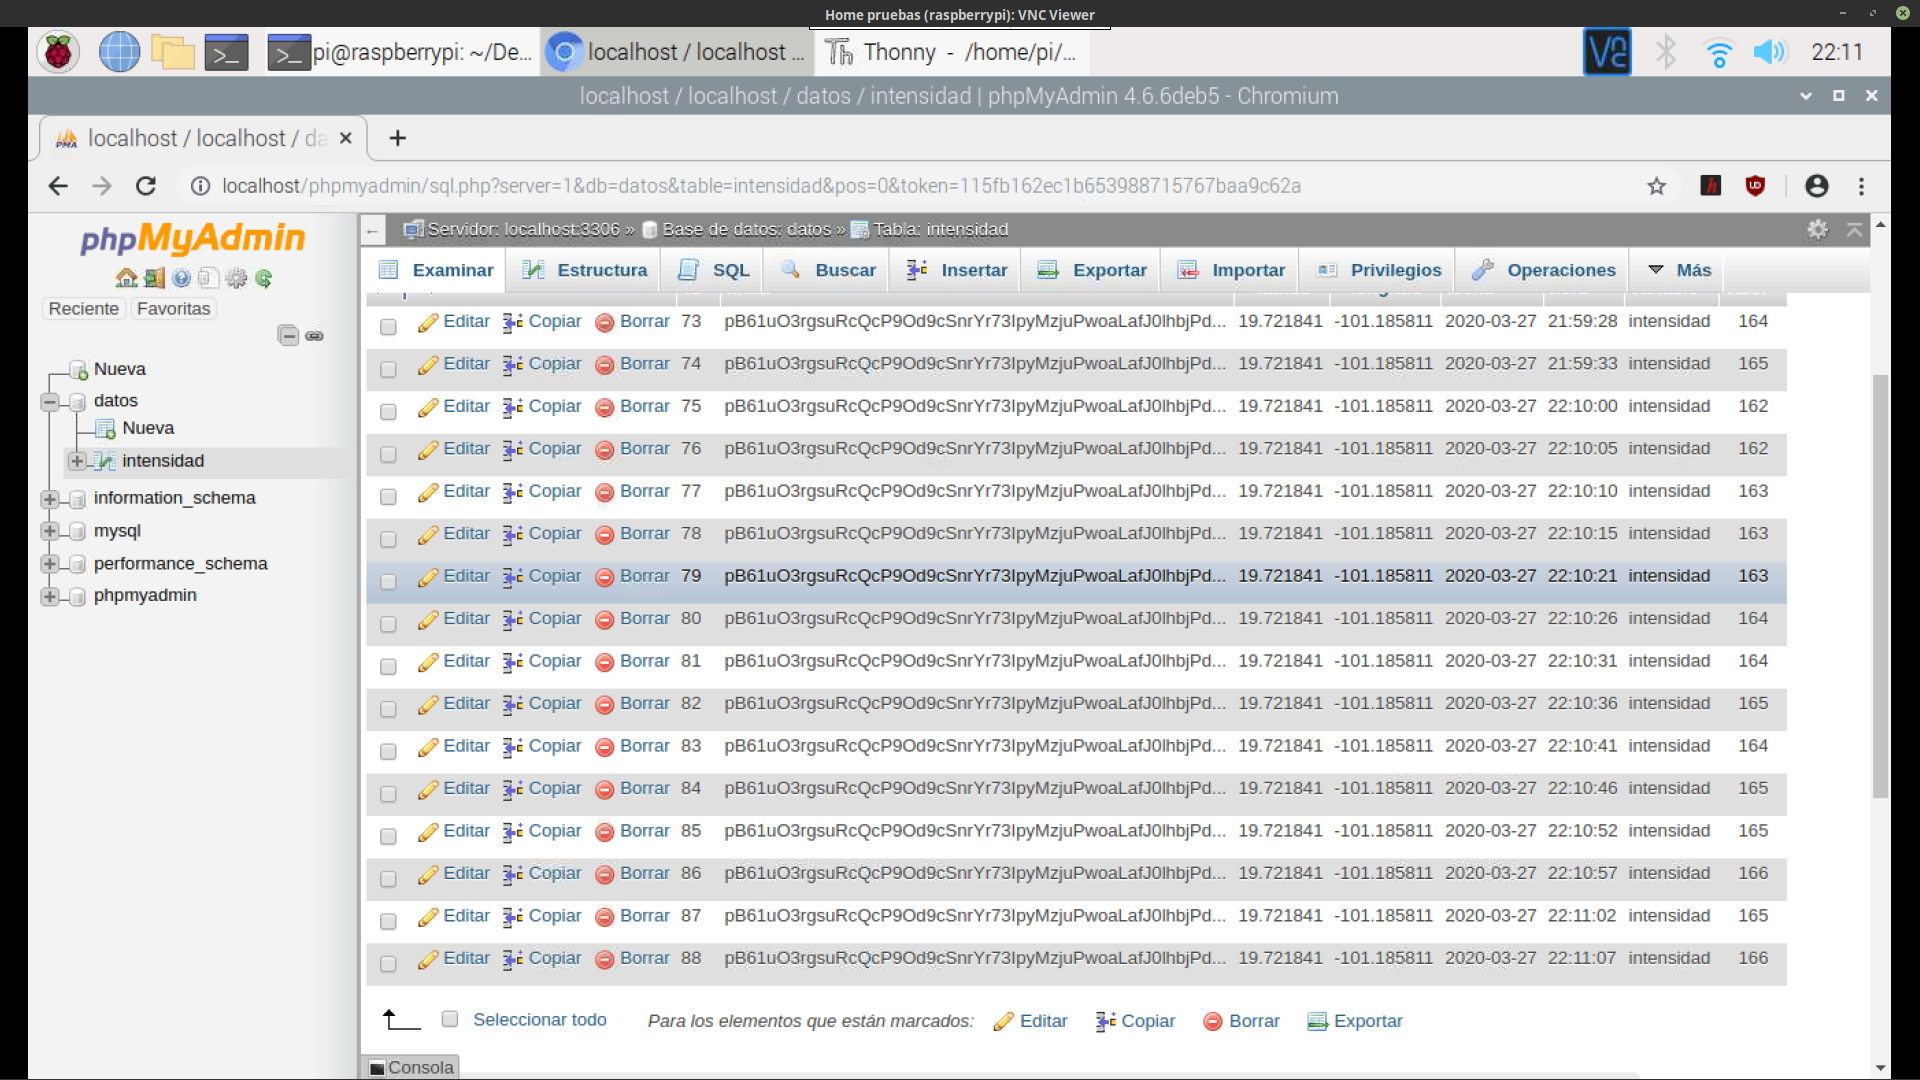 Home pruebas (raspberrypi): VNC Viewer
pi@raspberrypi: ~/De... localhost / localhost ... Thonny - /home/pi/... 22:11
localhost / localhost / datos / intensidad | phpMyAdmin 4.6.6deb5 - Chromium
localhost / localhost / da
localhost/phpmyadmin/sql.php?server=1&db=datos&table=intensidad&pos=0&token=115fb162ec1b653988715767baa9c62a
phpMyAdmin
Reciente Favoritas
Nueva
datos
Nueva
intensidad
information_schema
mysql
performance_schema
phpmyadmin
Servidor: localhost:3306 » Base de datos: datos » Tabla: intensidad
Examinar Estructura SQL Buscar Insertar Exportar Importar Privilegios Operaciones Más
Editar Copiar Borrar 73 pB61uO3rgsuRcQcP9Od9cSnrYr73IpyMzjuPwoaLafJ0lhbjPd... 19.721841 -101.185811 2020-03-27 21:59:28 intensidad 164
Editar Copiar Borrar 74 pB61uO3rgsuRcQcP9Od9cSnrYr73IpyMzjuPwoaLafJ0lhbjPd... 19.721841 -101.185811 2020-03-27 21:59:33 intensidad 165
Editar Copiar Borrar 75 pB61uO3rgsuRcQcP9Od9cSnrYr73IpyMzjuPwoaLafJ0lhbjPd... 19.721841 -101.185811 2020-03-27 22:10:00 intensidad 162
Editar Copiar Borrar 76 pB61uO3rgsuRcQcP9Od9cSnrYr73IpyMzjuPwoaLafJ0lhbjPd... 19.721841 -101.185811 2020-03-27 22:10:05 intensidad 162
Editar Copiar Borrar 77 pB61uO3rgsuRcQcP9Od9cSnrYr73IpyMzjuPwoaLafJ0lhbjPd... 19.721841 -101.185811 2020-03-27 22:10:10 intensidad 163
Editar Copiar Borrar 78 pB61uO3rgsuRcQcP9Od9cSnrYr73IpyMzjuPwoaLafJ0lhbjPd... 19.721841 -101.185811 2020-03-27 22:10:15 intensidad 163
Editar Copiar Borrar 79 pB61uO3rgsuRcQcP9Od9cSnrYr73IpyMzjuPwoaLafJ0lhbjPd... 19.721841 -101.185811 2020-03-27 22:10:21 intensidad 163
Editar Copiar Borrar 80 pB61uO3rgsuRcQcP9Od9cSnrYr73IpyMzjuPwoaLafJ0lhbjPd... 19.721841 -101.185811 2020-03-27 22:10:26 intensidad 164
Editar Copiar Borrar 81 pB61uO3rgsuRcQcP9Od9cSnrYr73IpyMzjuPwoaLafJ0lhbjPd... 19.721841 -101.185811 2020-03-27 22:10:31 intensidad 164
Editar Copiar Borrar 82 pB61uO3rgsuRcQcP9Od9cSnrYr73IpyMzjuPwoaLafJ0lhbjPd... 19.721841 -101.185811 2020-03-27 22:10:36 intensidad 165
Editar Copiar Borrar 83 pB61uO3rgsuRcQcP9Od9cSnrYr73IpyMzjuPwoaLafJ0lhbjPd... 19.721841 -101.185811 2020-03-27 22:10:41 intensidad 164
Editar Copiar Borrar 84 pB61uO3rgsuRcQcP9Od9cSnrYr73IpyMzjuPwoaLafJ0lhbjPd... 19.721841 -101.185811 2020-03-27 22:10:46 intensidad 165
Editar Copiar Borrar 85 pB61uO3rgsuRcQcP9Od9cSnrYr73IpyMzjuPwoaLafJ0lhbjPd... 19.721841 -101.185811 2020-03-27 22:10:52 intensidad 165
Editar Copiar Borrar 86 pB61uO3rgsuRcQcP9Od9cSnrYr73IpyMzjuPwoaLafJ0lhbjPd... 19.721841 -101.185811 2020-03-27 22:10:57 intensidad 166
Editar Copiar Borrar 87 pB61uO3rgsuRcQcP9Od9cSnrYr73IpyMzjuPwoaLafJ0lhbjPd... 19.721841 -101.185811 2020-03-27 22:11:02 intensidad 165
Editar Copiar Borrar 88 pB61uO3rgsuRcQcP9Od9cSnrYr73IpyMzjuPwoaLafJ0lhbjPd... 19.721841 -101.185811 2020-03-27 22:11:07 intensidad 166
Seleccionar todo Para los elementos que están marcados: Editar Copiar Borrar Exportar
Consola